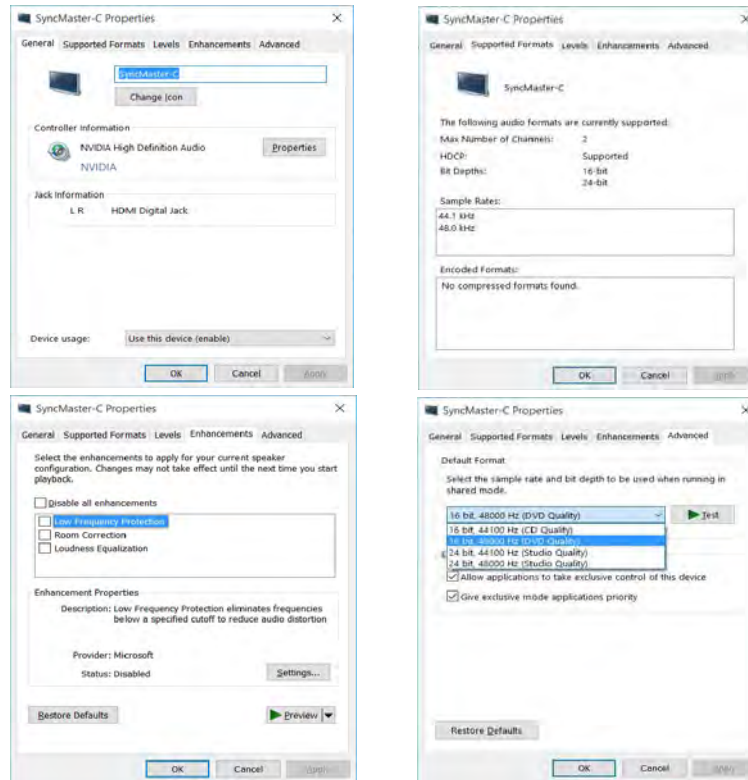 SyncMaster-C Properties
General Supported Formats Levels Enhancements Advanced
SyncMaster-C
Change Icon
Controller Information
NVIDIA High Definition Audio
Properties
NVIDIA
Jack Information
L R HDMI Digital Jack
Device usage: Use this device (enable)
OK Cancel Apply
SyncMaster-C Properties
General Supported Formats Levels Enhancements Advanced
SyncMaster-C
The following audio formats are currently supported:
Max Number of Channels: 2
HDCP: Supported
Bit Depths: 16-bit
24-bit
Sample Rates:
44.1 kHz
48.0 kHz
Encoded Formats:
No compressed formats found.
OK Cancel Apply
SyncMaster-C Properties
General Supported Formats Levels Enhancements Advanced
Select the enhancements to apply for your current speaker
configuration. Changes may not take effect until the next time you start
playback.
Disable all enhancements
Low Frequency Protection
Room Correction
Loudness Equalization
Enhancement Properties
Description: Low Frequency Protection eliminates frequencies
below a specified cutoff to reduce audio distortion
Provider: Microsoft
Status: Disabled
Settings...
Restore Defaults
Preview
OK Cancel Apply
SyncMaster-C Properties
General Supported Formats Levels Enhancements Advanced
Default Format
Select the sample rate and bit depth to be used when running in
shared mode.
16 bit, 48000 Hz (DVD Quality)
Test
16 bit, 44100 Hz (CD Quality)
16 bit, 48000 Hz (DVD Quality)
24 bit, 44100 Hz (Studio Quality)
24 bit, 48000 Hz (Studio Quality)
Allow applications to take exclusive control of this device
Give exclusive mode applications priority
Restore Defaults
OK Cancel Apply